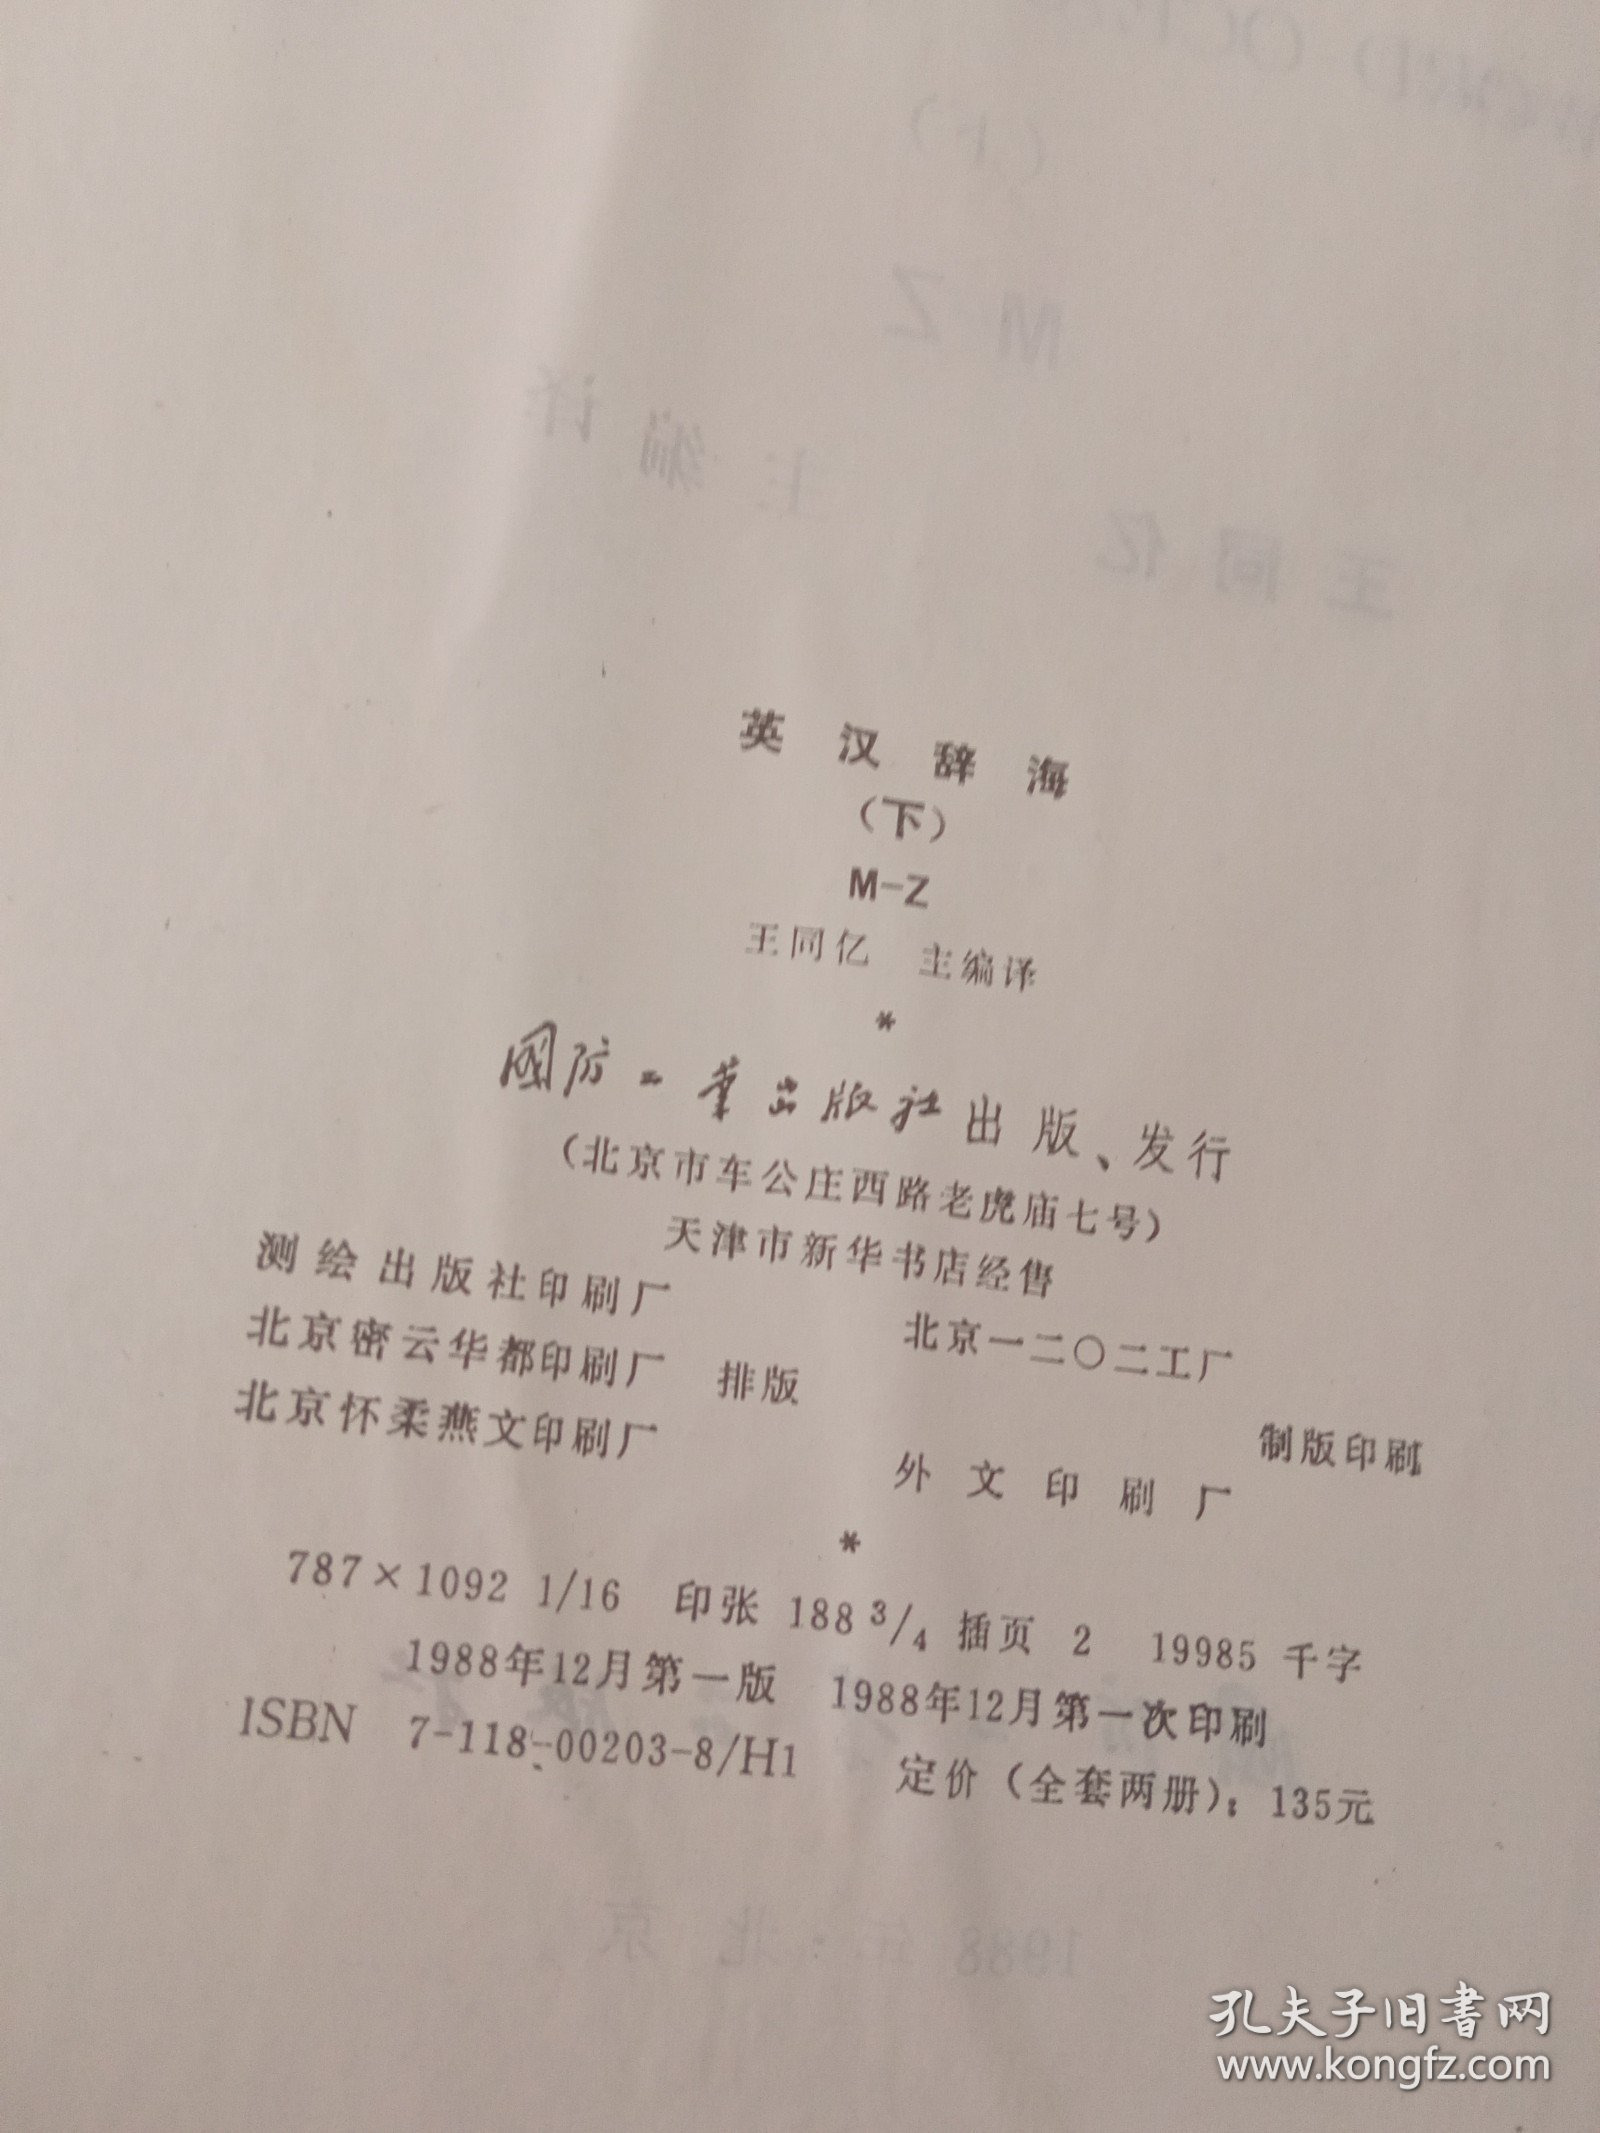 英汉辞海
（下）
M-Z
王同亿 主编译
*
國防工業出版社 出版、发行
（北京市车公庄西路老虎庙七号）
天津市新华书店经售
测绘出版社印刷厂
北京密云华都印刷厂 排版
北京怀柔燕文印刷厂
北京一二〇二工厂
外文印刷厂
制版印刷
*
787×1092 1/16 印张 188 3/4 插页 2 19985 千字
1988年12月第一版 1988年12月第一次印刷
ISBN 7-118-00203-8/H1 定价（全套两册）：135元
孔夫子旧书网
www.kongfz.com